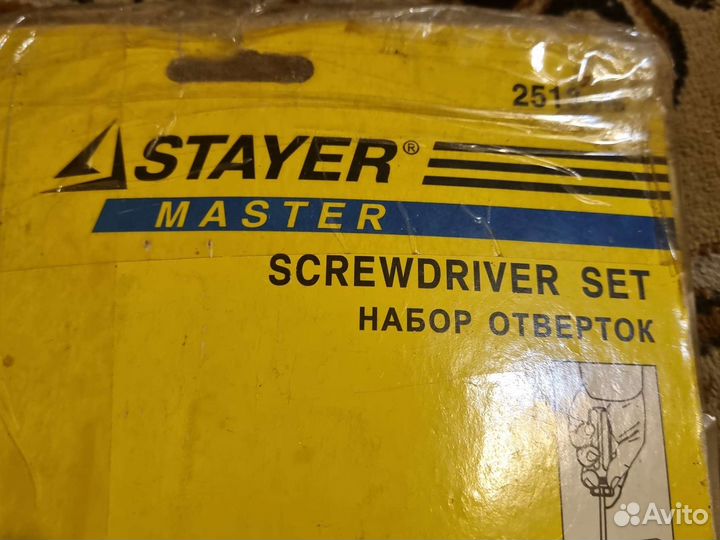 STAYER®
MASTER
SCREWDRIVER SET
НАБОР ОТВЕРТОК
Avito